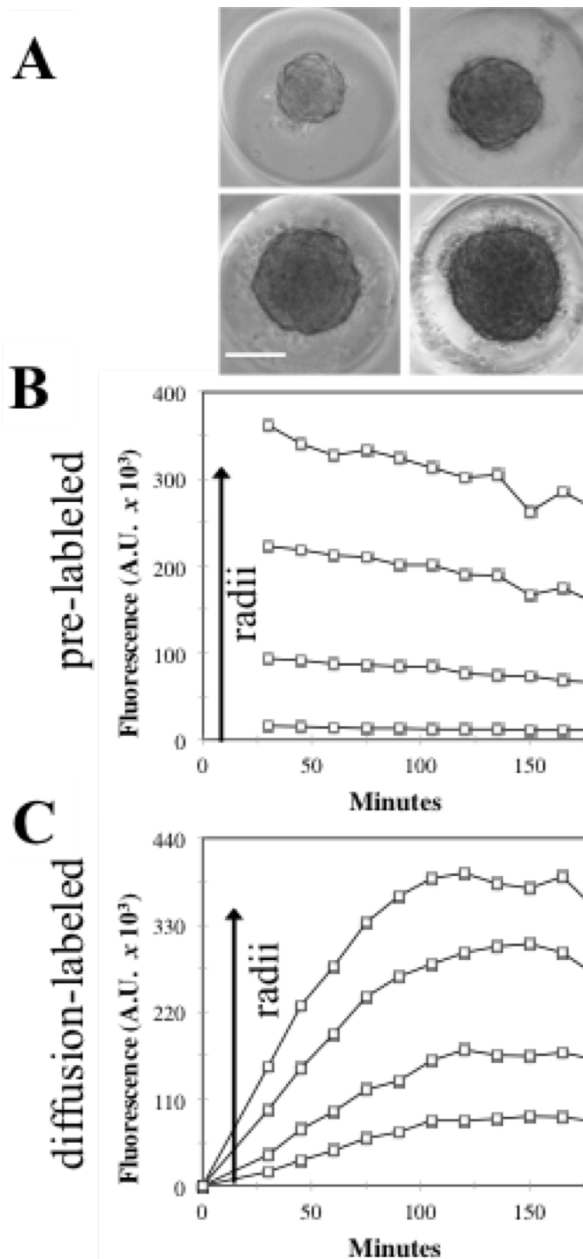 A
B
pre-lableled
400
300
200
100
0
Fluorescence (A.U. x 10³)
radii
0
50
100
150
Minutes
C
diffusion-labeled
440
330
220
110
0
Fluorescence (A.U. x 10³)
radii
0
50
100
150
Minutes